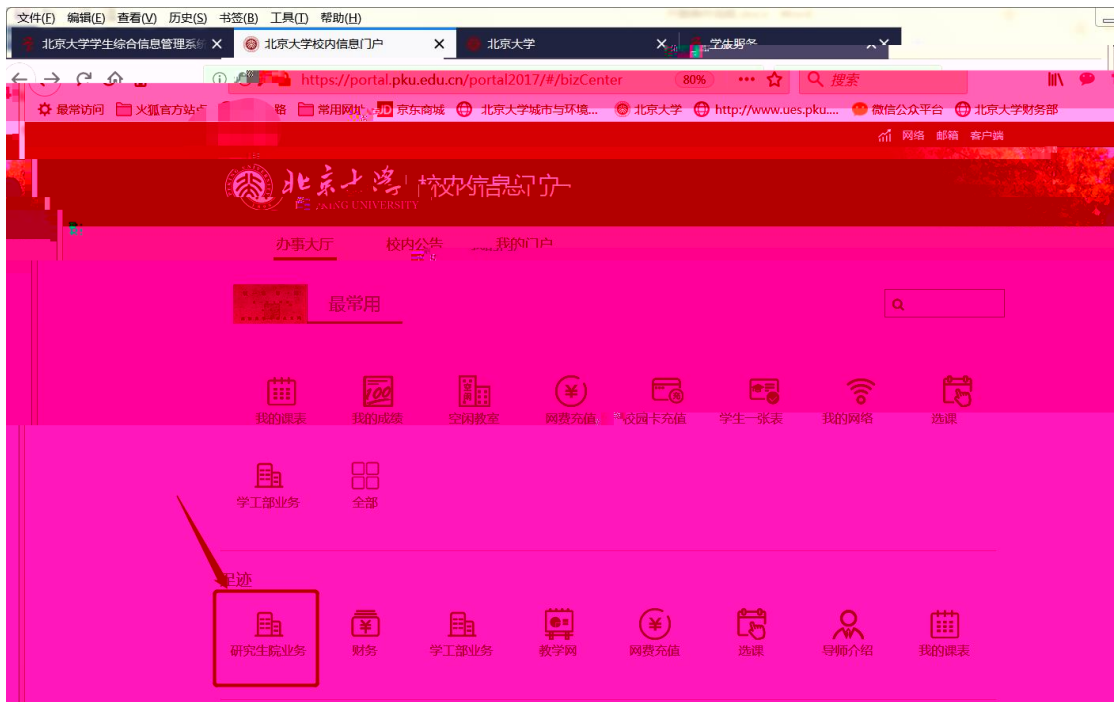 文件(F) 编辑(E) 查看(V) 历史(S) 书签(B) 工具(T) 帮助(H)
北京大学学生综合信息管理系统 北京大学校内信息门户 北京大学 学生服务
https://portal.pku.edu.cn/portal2017/#/bizCenter 80% 搜索
最常访问 火狐官方站点 常用网址 JD 京东商城 北京大学城市与环境... 北京大学 http://www.ues.pku.... 微信公众平台 北京大学财务部
网络 邮箱 客户端
北京大学 校内信息门户
PEKING UNIVERSITY
办事大厅 校内公告 我的门户
最常用
我的课表 我的成绩 空闲教室 网费充值 校园卡充值 学生一张表 我的网络 选课
学工部业务 全部
足迹
研究生院业务 财务 学工部业务 教学网 网费充值 选课 导师介绍 我的课表